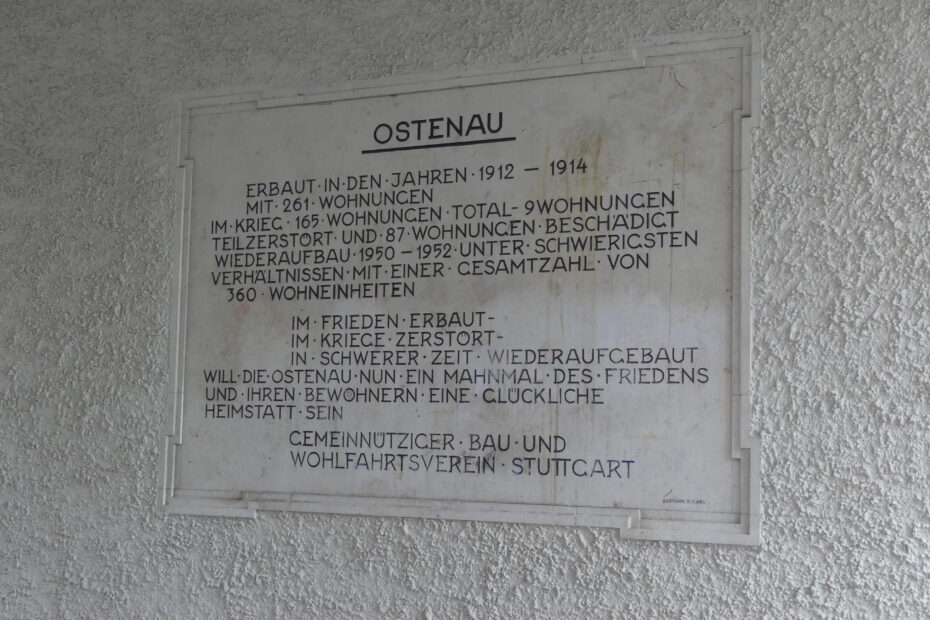 OSTENAU
ERBAUT·IN·DEN·JAHREN·1912 – 1914
MIT·261·WOHNUNGEN
IM·KRIEG·165·WOHNUNGEN·TOTAL-9WOHNUNGEN
TEILZERSTÖRT·UND·87·WOHNUNGEN·BESCHÄDIGT
WIEDERAUFBAU·1950 – 1952·UNTER·SCHWIERIGSTEN
VERHÄLTNISSEN·MIT·EINER·GESAMTZAHL·VON
360·WOHNEINHEITEN
IM·FRIEDEN·ERBAUT-
IM·KRIEGE·ZERSTÖRT-
IN·SCHWERER·ZEIT·WIEDERAUFGEBAUT
WILL·DIE·OSTENAU·NUN·EIN·MAHNMAL·DES·FRIEDENS
UND·IHREN·BEWOHNERN·EINE·GLÜCKLICHE
HEIMSTATT·SEIN
GEMEINNÜTZIGER·BAU·UND
WOHLFAHRTSVEREIN·STUTTGART